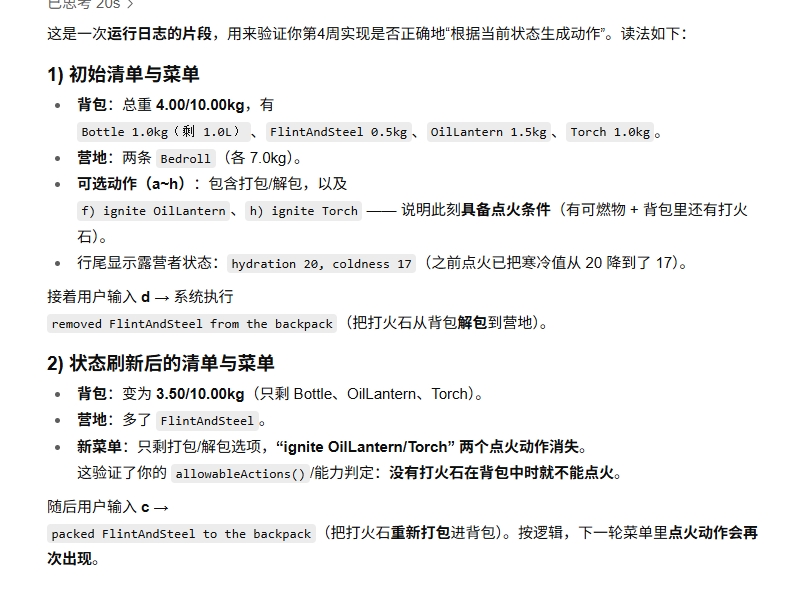 已思考 20s >
这是一次运行日志的片段，用来验证你第4周实现是否正确地“根据当前状态生成动作”。读法如下：
1) 初始清单与菜单
• 背包：总重 4.00/10.00kg，有
Bottle 1.0kg（剩 1.0L）、FlintAndSteel 0.5kg、OilLantern 1.5kg、Torch 1.0kg。
• 营地：两条 Bedroll（各 7.0kg）。
• 可选动作（a~h）：包含打包/解包，以及
f) ignite OilLantern、h) ignite Torch —— 说明此刻具备点火条件（有可燃物 + 背包里还有打火
石）。
• 行尾显示露营者状态：hydration 20, coldness 17（之前点火已把寒冷值从 20 降到了 17）。
接着用户输入 d → 系统执行
removed FlintAndSteel from the backpack（把打火石从背包解包到营地）。
2) 状态刷新后的清单与菜单
• 背包：变为 3.50/10.00kg（只剩 Bottle、OilLantern、Torch）。
• 营地：多了 FlintAndSteel。
• 新菜单：只剩打包/解包选项，“ignite OilLantern/Torch” 两个点火动作消失。
这验证了你的 allowableActions()/能力判定：没有打火石在背包中时就不能点火。
随后用户输入 c →
packed FlintAndSteel to the backpack（把打火石重新打包进背包）。按逻辑，下一轮菜单里点火动作会再
次出现。